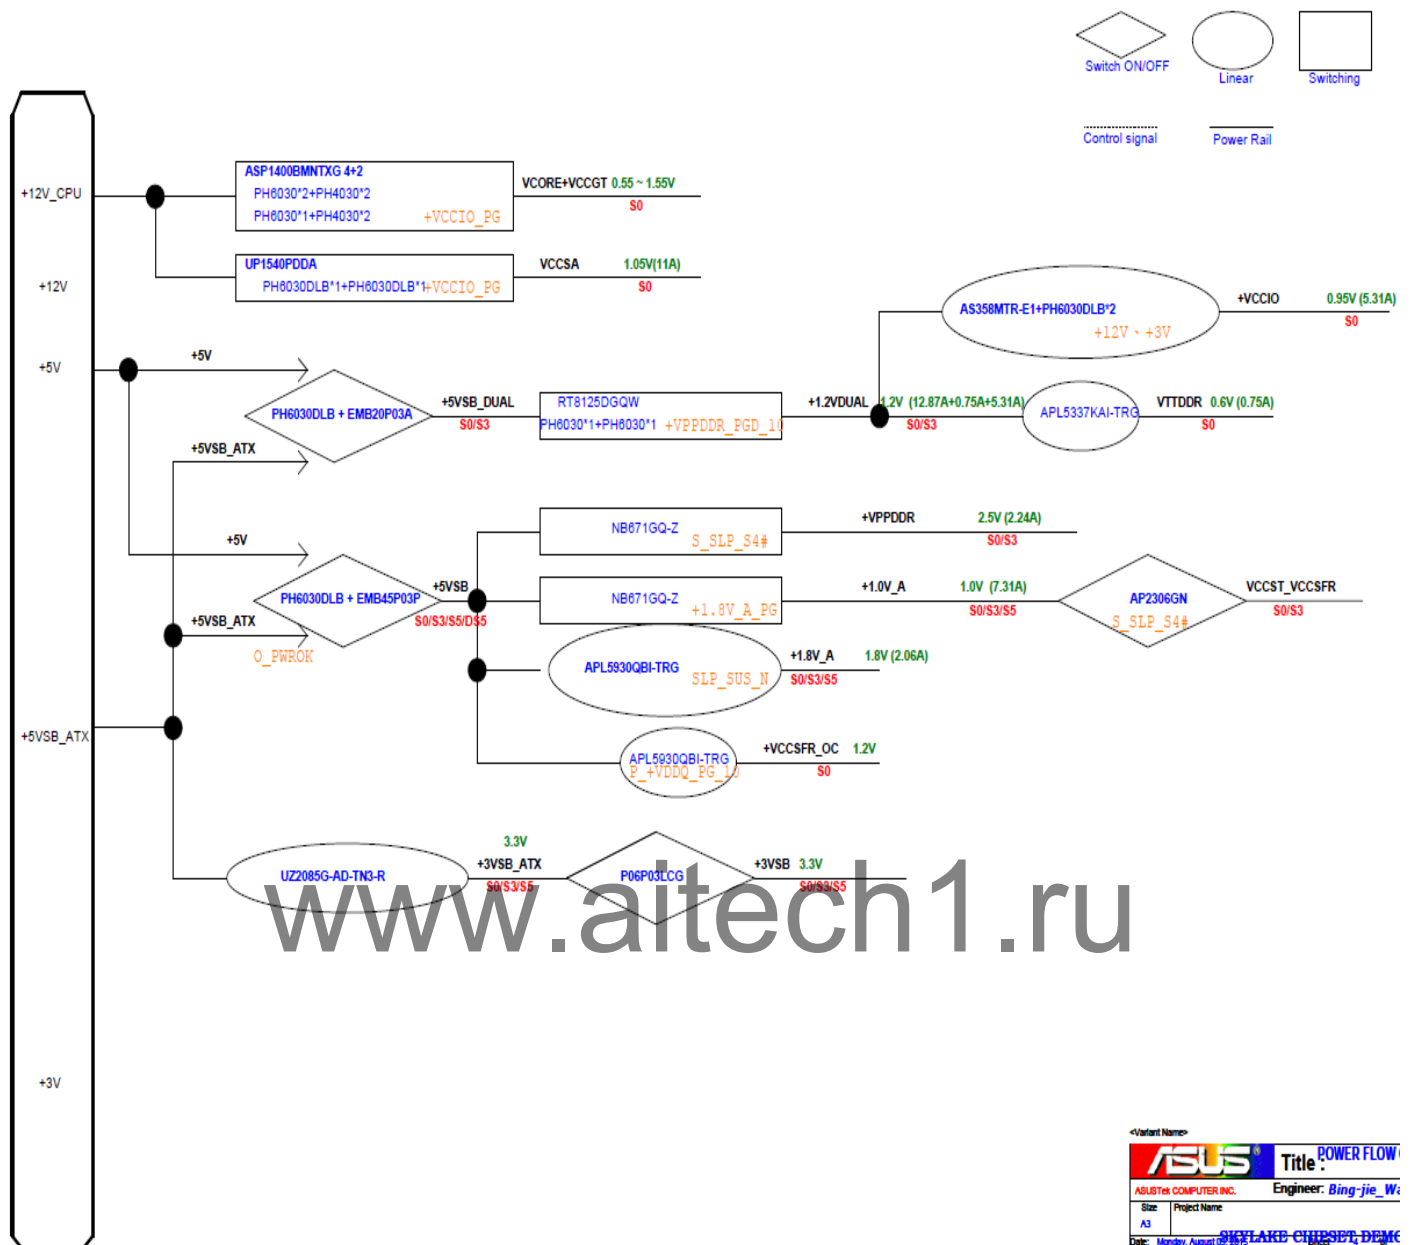 Switch ON/OFF
Linear
Switching
Control signal
Power Rail
+12V_CPU
ASP1400BMNTXG 4+2
PH6030*2+PH4030*2
PH6030*1+PH4030*2
+VCCIO_PG
VCORE+VCCGT 0.55 ~ 1.55V
S0
UP1540PDDA
PH6030DLB*1+PH6030DLB*1
+VCCIO_PG
VCCSA 1.05V(11A)
S0
+12V
AS358MTR-E1+PH6030DLB*2
+12V、+3V
+VCCIO 0.95V (5.31A)
S0
+5V
+5V
PH6030DLB + EMB20P03A
+5VSB_ATX
+5VSB_DUAL
S0/S3
RT8125DGQW
PH6030*1+PH6030*1
+VPPDDR_PGD_10
+1.2VDUAL 1.2V (12.87A+0.75A+5.31A)
S0/S3
APL5337KAI-TRG
VTTDDR 0.6V (0.75A)
S0
+5V
PH6030DLB + EMB45P03P
+5VSB_ATX
O_PWROK
+5VSB
S0/S3/S5/DS5
NB671GQ-Z
S_SLP_S4#
+VPPDDR 2.5V (2.24A)
S0/S3
NB671GQ-Z
+1.8V_A_PG
+1.0V_A 1.0V (7.31A)
S0/S3/S5
AP2306GN
S_SLP_S4#
VCCST_VCCSFR
S0/S3
APL5930QBI-TRG
SLP_SUS_N
+1.8V_A 1.8V (2.06A)
S0/S3/S5
+5VSB_ATX
APL5930QBI-TRG
P_+VDDQ_PG_10
+VCCSFR_OC 1.2V
S0
UZ2085G-AD-TN3-R
3.3V
+3VSB_ATX
S0/S3/S5
P06P03LCG
+3VSB 3.3V
S0/S3/S5
www.aitech1.ru
+3V
<Variant Name>
ASUS
Title : POWER FLOW
ASUSTek COMPUTER INC.
Engineer: Bing-jie_Wa
Size
Project Name
A3
SKYLAKE CHIPSET DEMO
Date: Monday, August